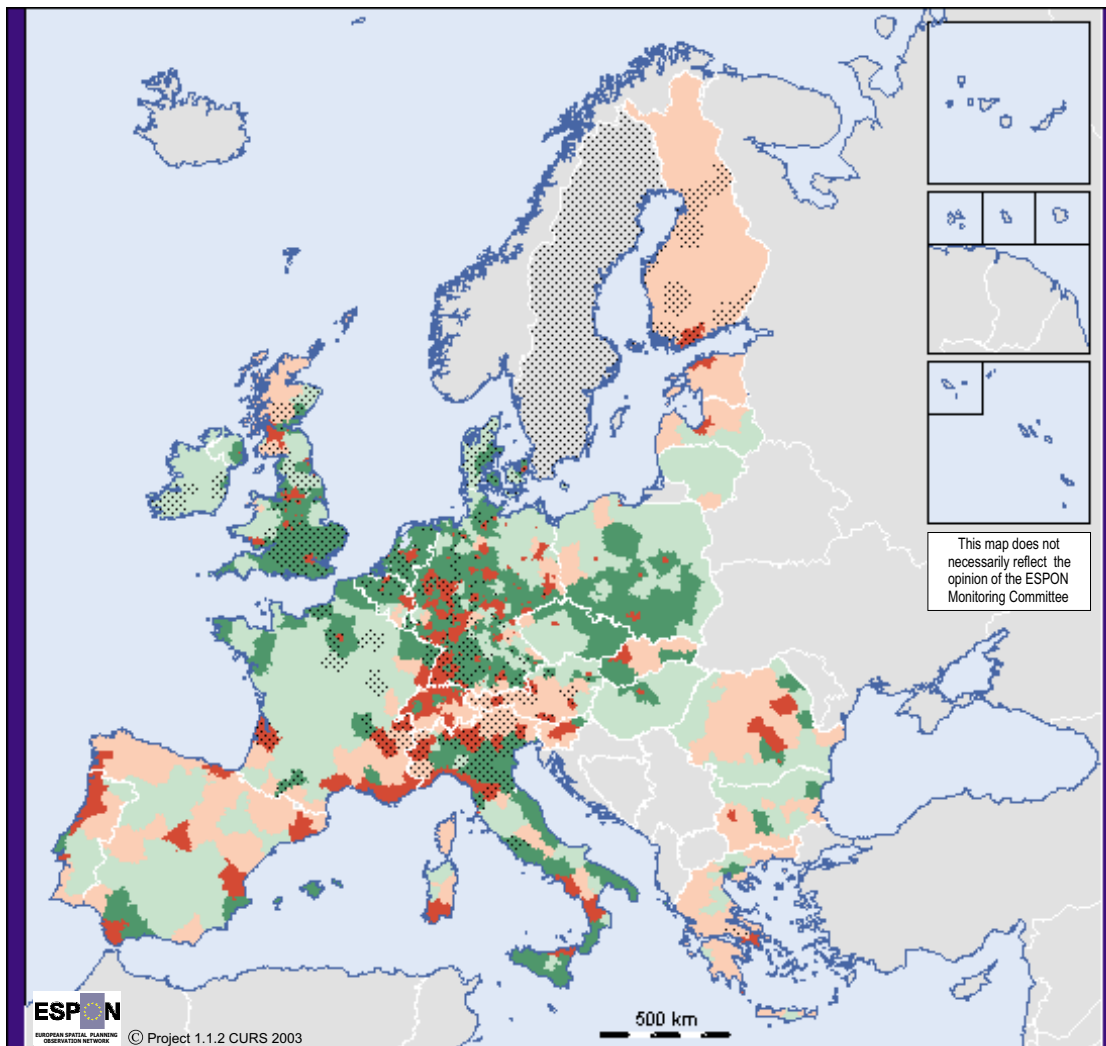 This map does not
necessarily reflect the
opinion of the ESPON
Monitoring Committee
ESPON
EUROPEAN SPATIAL PLANNING
OBSERVATION NETWORK
© Project 1.1.2 CURS 2003
500 km